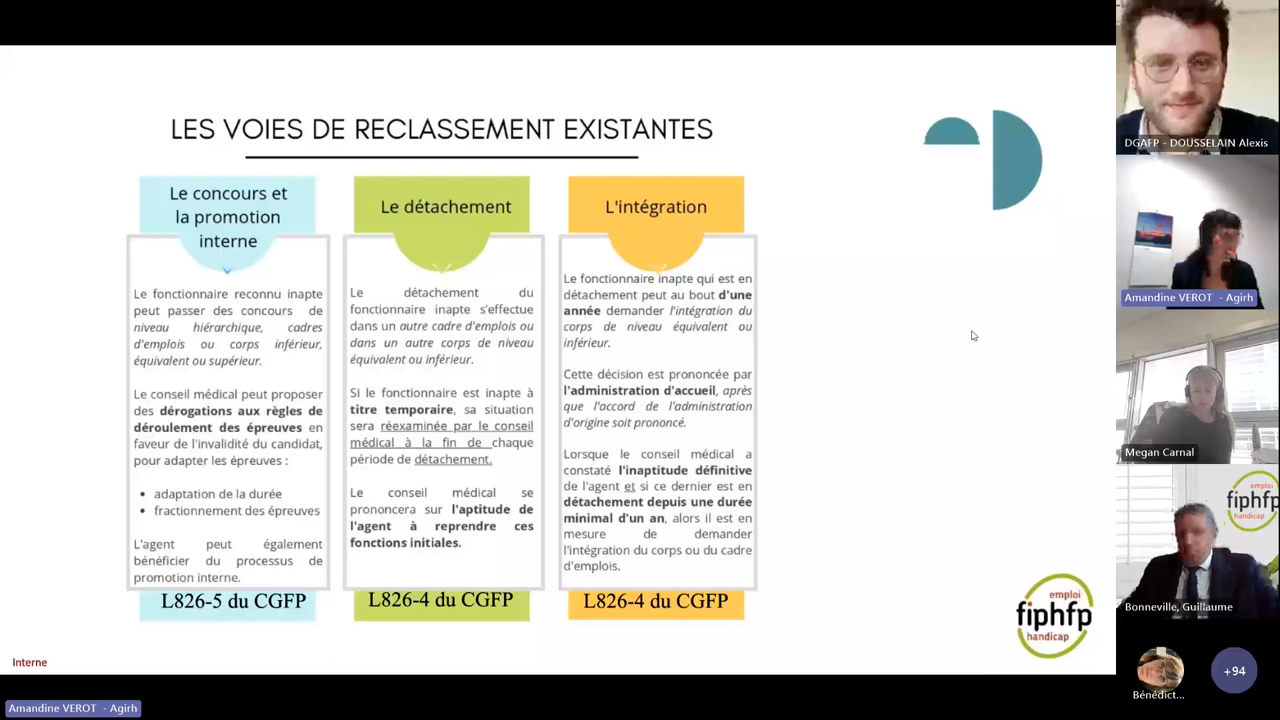 LES VOIES DE RECLASSEMENT EXISTANTES
Le concours et
la promotion
interne
Le fonctionnaire reconnu inapte
peut passer des concours de
niveau hiérarchique, cadres
d'emplois ou corps inférieur,
équivalent ou supérieur.
Le conseil médical peut proposer
des dérogations aux règles de
déroulement des épreuves en
faveur de l'invalidité du candidat,
pour adapter les épreuves :
• adaptation de la durée
• fractionnement des épreuves
L'agent peut également
bénéficier du processus de
promotion interne.
L826-5 du CGFP
Le détachement
Le détachement du
fonctionnaire inapte s'effectue
dans un autre cadre d'emplois ou
dans un autre corps de niveau
équivalent ou inférieur.
Si le fonctionnaire est inapte à
titre temporaire, sa situation
sera réexaminée par le conseil
médical à la fin de chaque
période de détachement.
Le conseil médical se
prononcera sur l'aptitude de
l'agent à reprendre ces
fonctions initiales.
L826-4 du CGFP
L'intégration
Le fonctionnaire inapte qui est en
détachement peut au bout d'une
année demander l'intégration du
corps de niveau équivalent ou
inférieur.
Cette décision est prononcée par
l'administration d'accueil, après
que l'accord de l'administration
d'origine soit prononcé.
Lorsque le conseil médical a
constaté l'inaptitude définitive
de l'agent et si ce dernier est en
détachement depuis une durée
minimal d'un an, alors il est en
mesure de demander
l'intégration du corps ou du cadre
d'emplois.
L826-4 du CGFP
emploi
fiphfp
handicap
Interne
Amandine VEROT - Agirh
DGAFP - DOUSSELAIN Alexis
Amandine VEROT - Agirh
Megan Carnal
emploi
fiphfp
handicap
Bonneville, Guillaume
Bénédict...
+94